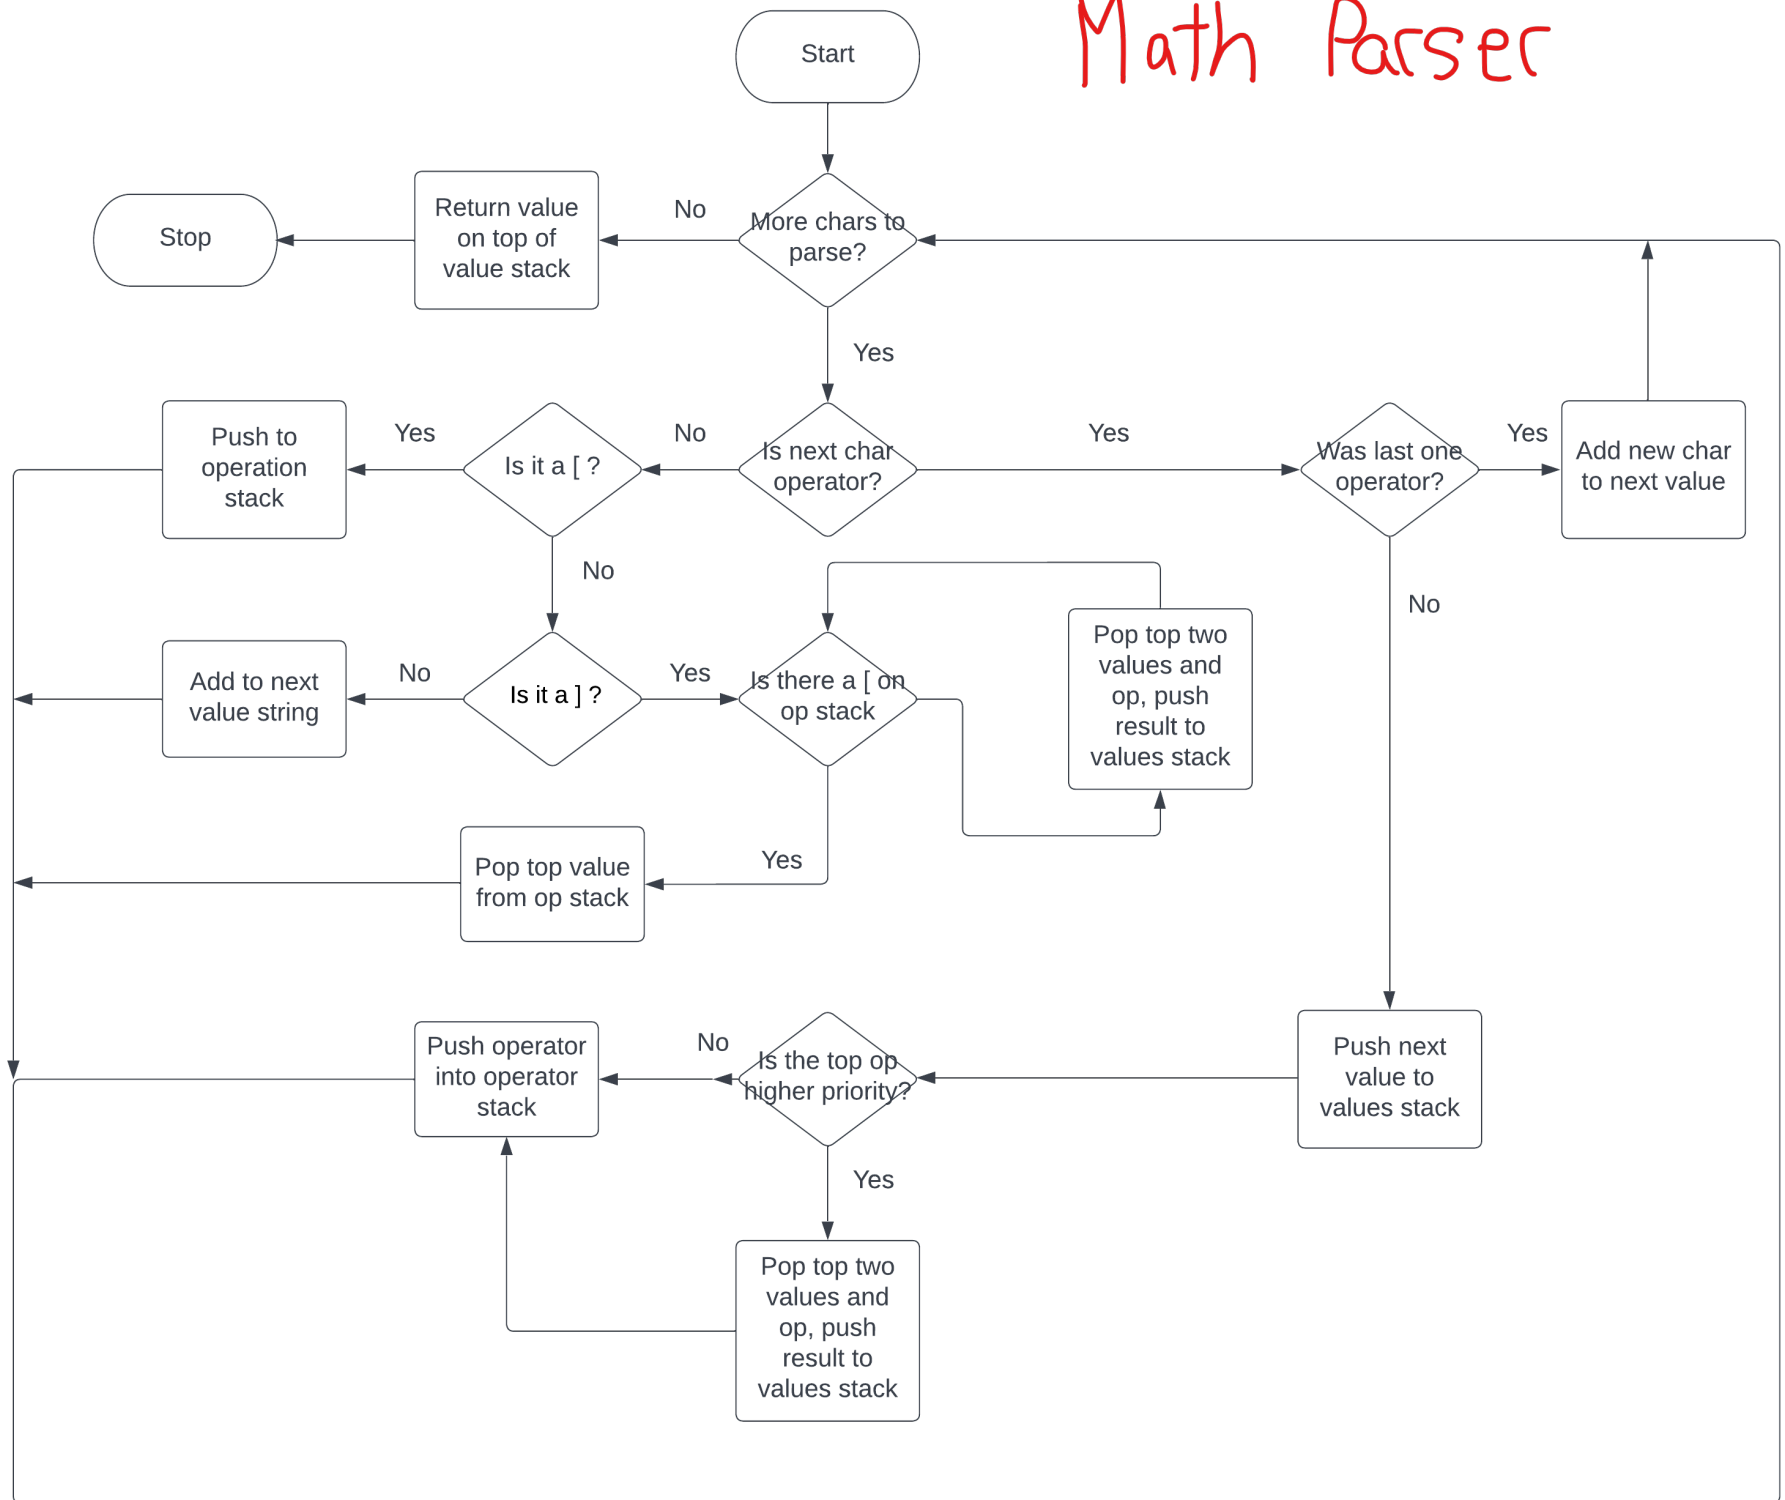 Math Parser
Start
More chars to
parse?
No
Return value
on top of
value stack
Stop
Yes
Is next char
operator?
No
Is it a [ ?
Yes
Push to
operation
stack
Yes
Was last one
operator?
Yes
Add new char
to next value
No
No
Is it a ] ?
No
Add to next
value string
Yes
Is there a [ on
op stack
Pop top two
values and
op, push
result to
values stack
Yes
Pop top value
from op stack
Push next
value to
values stack
Is the top op
higher priority?
No
Push operator
into operator
stack
Yes
Pop top two
values and
op, push
result to
values stack